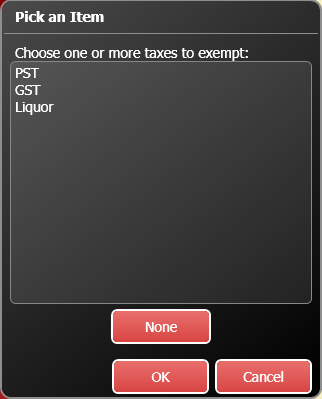 Pick an Item
Choose one or more taxes to exempt:
PST
GST
Liquor
None
OK
Cancel